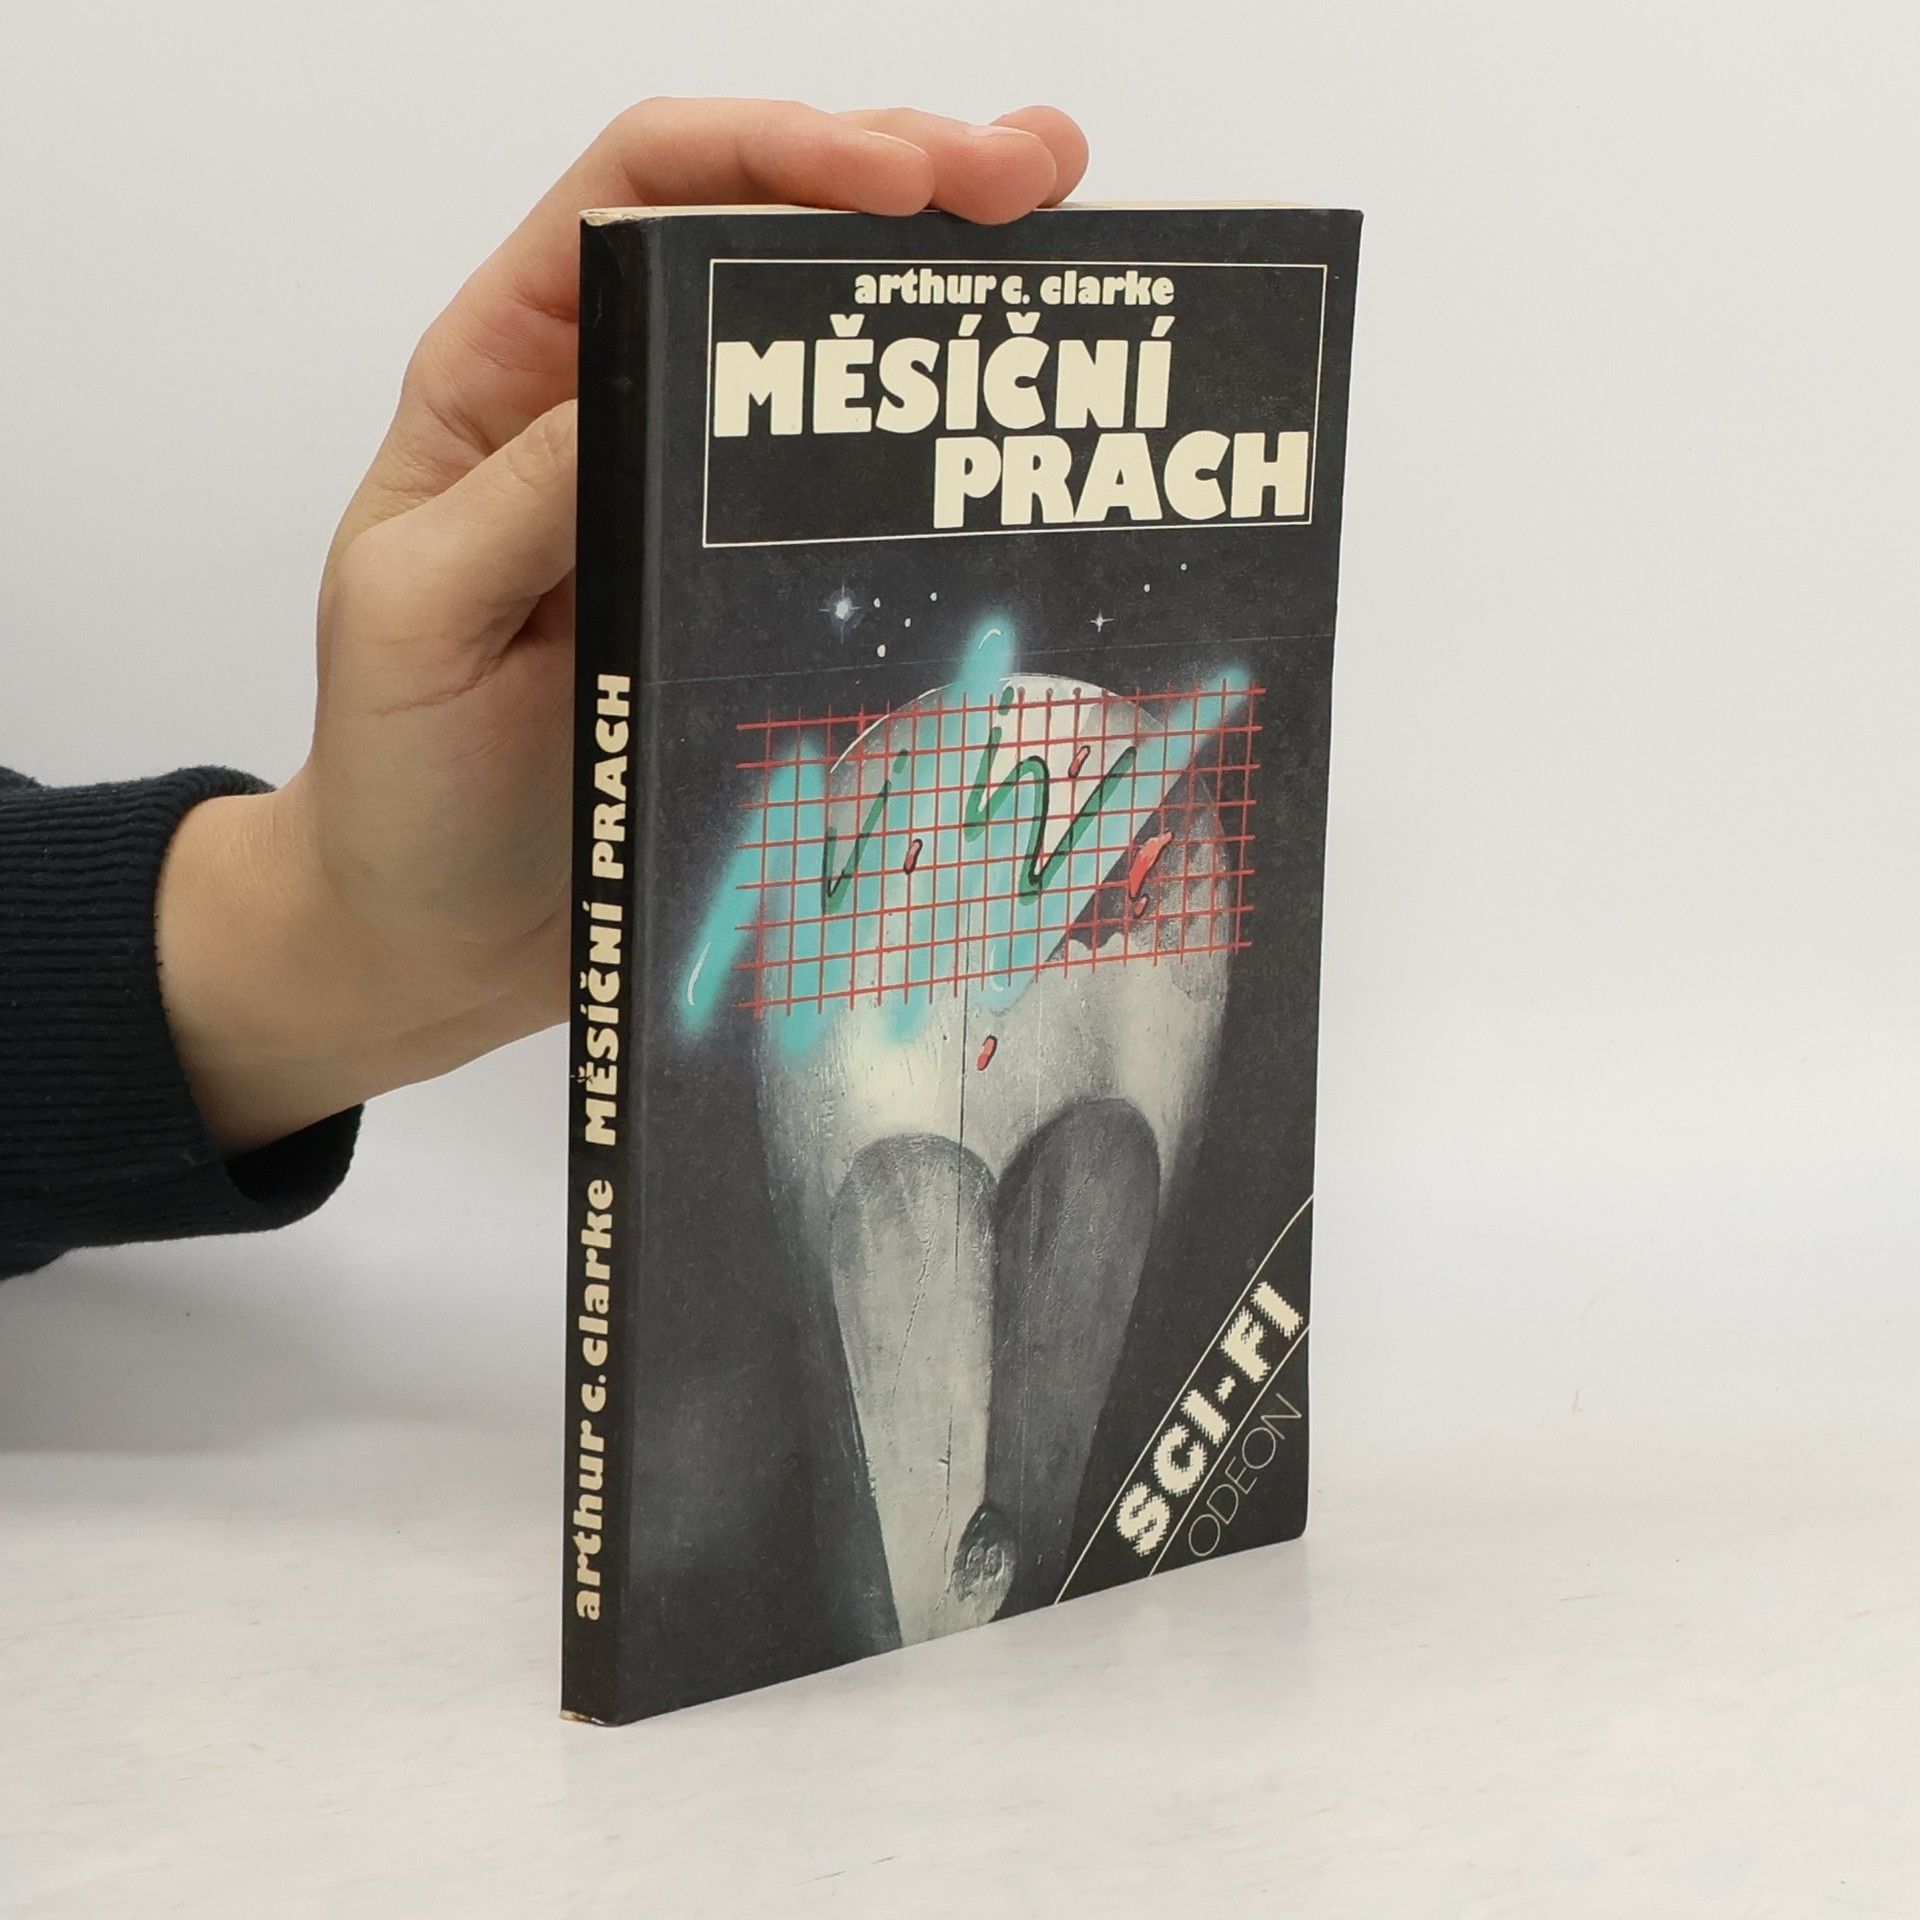 arthur c. clarke
MĚSÍČNÍ
PRACH
arthur c. clarke MĚSÍČNÍ PRACH
SCI-FI
ODEON